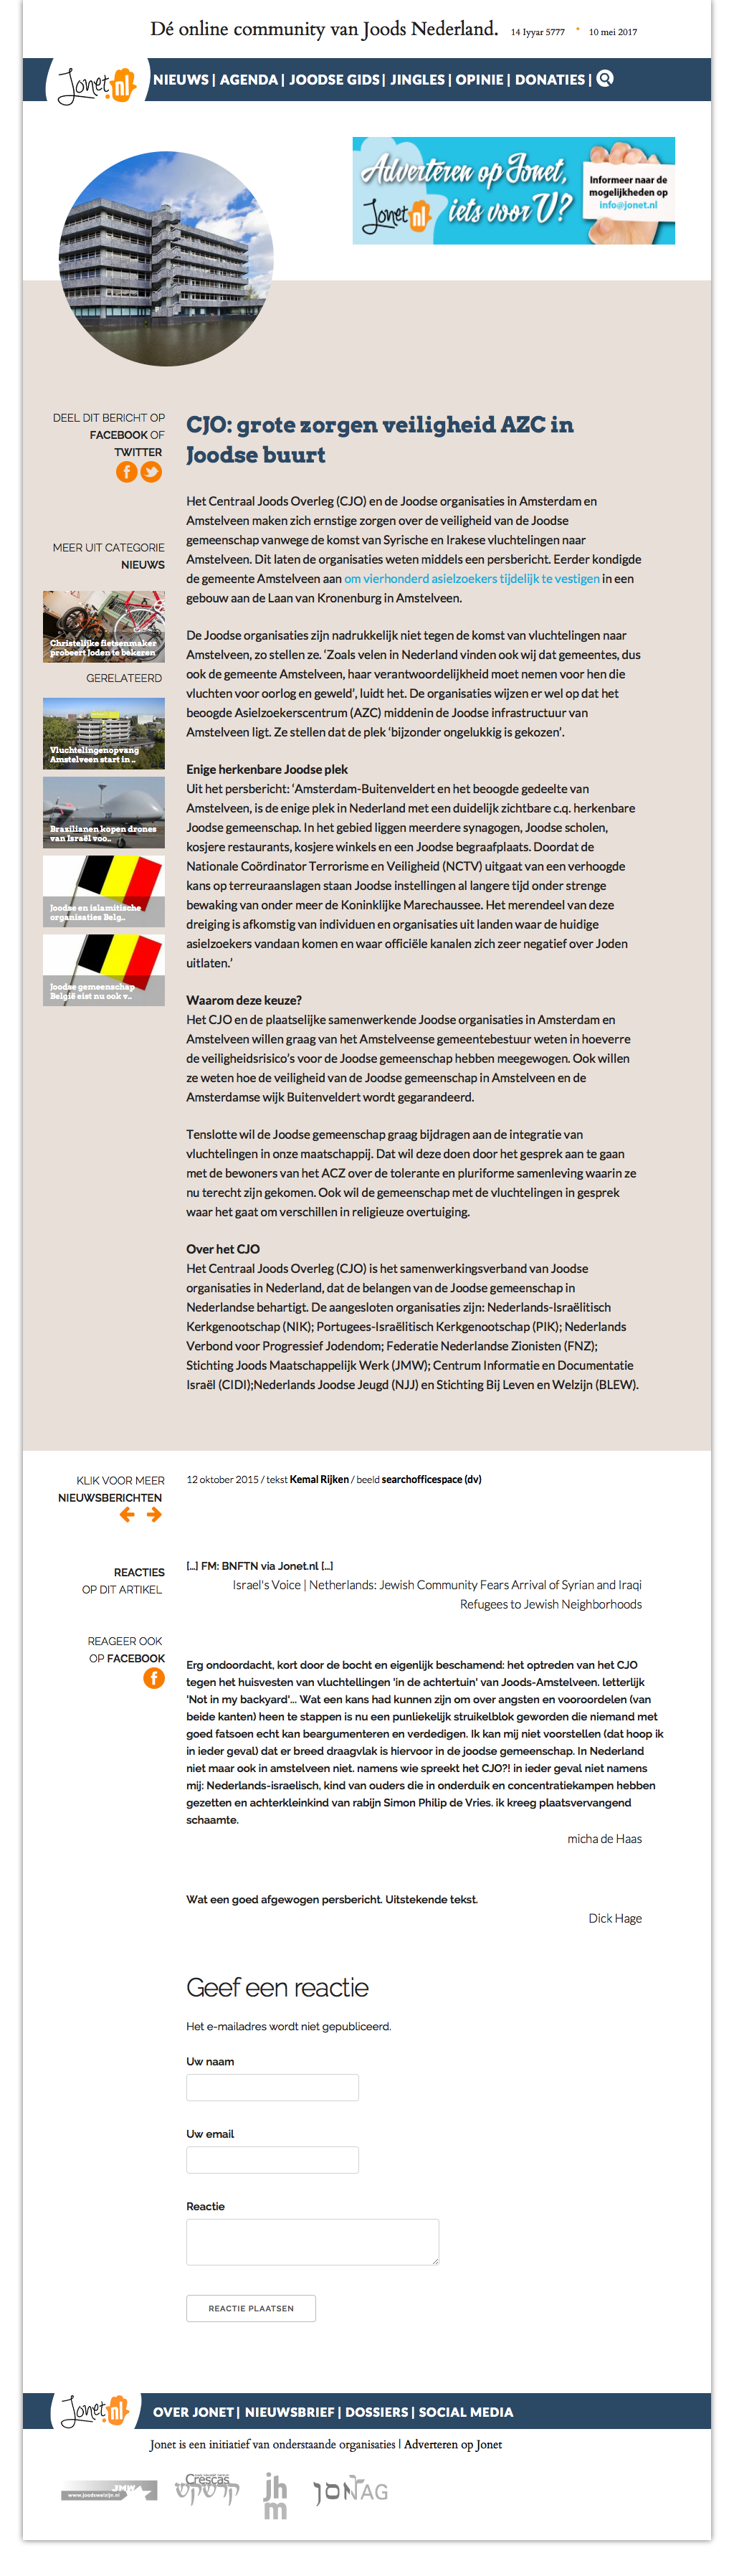 Dé online community van Joods Nederland. 14 Iyyar 5777 * 10 mei 2017
Jonet.nl
NIEUWS | AGENDA | JOODSE GIDS | JINGLES | OPINIE | DONATIES |
Adverteren op Jonet,
iets voor U?
Jonet.nl
Informeer naar de
mogelijkheden op
info@jonet.nl
DEEL DIT BERICHT OP
FACEBOOK OF
TWITTER
MEER UIT CATEGORIE
NIEUWS
Christelijke fietsenmaker
probeert Joden te bekeren
GERELATEERD
Vluchtelingenopvang
Amstelveen start in ..
Brazilianen kopen drones
van Israël voo..
Joodse en islamitische
organisaties Belg..
Joodse gemeenschap
België eist nu ook v..
CJO: grote zorgen veiligheid AZC in
Joodse buurt
Het Centraal Joods Overleg (CJO) en de Joodse organisaties in Amsterdam en
Amstelveen maken zich ernstige zorgen over de veiligheid van de Joodse
gemeenschap vanwege de komst van Syrische en Irakese vluchtelingen naar
Amstelveen. Dit laten de organisaties weten middels een persbericht. Eerder kondigde
de gemeente Amstelveen aan om vierhonderd asielzoekers tijdelijk te vestigen in een
gebouw aan de Laan van Kronenburg in Amstelveen.
De Joodse organisaties zijn nadrukkelijk niet tegen de komst van vluchtelingen naar
Amstelveen, zo stellen ze. ‘Zoals velen in Nederland vinden ook wij dat gemeentes, dus
ook de gemeente Amstelveen, haar verantwoordelijkheid moet nemen voor hen die
vluchten voor oorlog en geweld’, luidt het. De organisaties wijzen er wel op dat het
beoogde Asielzoekerscentrum (AZC) middenin de Joodse infrastructuur van
Amstelveen ligt. Ze stellen dat de plek ‘bijzonder ongelukkig is gekozen’.
Enige herkenbare Joodse plek
Uit het persbericht: ‘Amsterdam-Buitenveldert en het beoogde gedeelte van
Amstelveen, is de enige plek in Nederland met een duidelijk zichtbare c.q. herkenbare
Joodse gemeenschap. In het gebied liggen meerdere synagogen, Joodse scholen,
kosjere restaurants, kosjere winkels en een Joodse begraafplaats. Doordat de
Nationale Coördinator Terrorisme en Veiligheid (NCTV) uitgaat van een verhoogde
kans op terreuraanslagen staan Joodse instellingen al langere tijd onder strenge
bewaking van onder meer de Koninklijke Marechaussee. Het merendeel van deze
dreiging is afkomstig van individuen en organisaties uit landen waar de huidige
asielzoekers vandaan komen en waar officiële kanalen zich zeer negatief over Joden
uitlaten.’
Waarom deze keuze?
Het CJO en de plaatselijke samenwerkende Joodse organisaties in Amsterdam en
Amstelveen willen graag van het Amstelveense gemeentebestuur weten in hoeverre
de veiligheidsrisico’s voor de Joodse gemeenschap hebben meegewogen. Ook willen
ze weten hoe de veiligheid van de Joodse gemeenschap in Amstelveen en de
Amsterdamse wijk Buitenveldert wordt gegarandeerd.
Tenslotte wil de Joodse gemeenschap graag bijdragen aan de integratie van
vluchtelingen in onze maatschappij. Dat wil deze doen door het gesprek aan te gaan
met de bewoners van het ACZ over de tolerante en pluriforme samenleving waarin ze
nu terecht zijn gekomen. Ook wil de gemeenschap met de vluchtelingen in gesprek
waar het gaat om verschillen in religieuze overtuiging.
Over het CJO
Het Centraal Joods Overleg (CJO) is het samenwerkingsverband van Joodse
organisaties in Nederland, dat de belangen van de Joodse gemeenschap in
Nederlandse behartigt. De aangesloten organisaties zijn: Nederlands-Israëlitisch
Kerkgenootschap (NIK); Portugees-Israëlitisch Kerkgenootschap (PIK); Nederlands
Verbond voor Progressief Jodendom; Federatie Nederlandse Zionisten (FNZ);
Stichting Joods Maatschappelijk Werk (JMW); Centrum Informatie en Documentatie
Israël (CIDI);Nederlands Joodse Jeugd (NJJ) en Stichting Bij Leven en Welzijn (BLEW).
KLIK VOOR MEER
NIEUWSBERICHTEN
12 oktober 2015 / tekst Kemal Rijken / beeld searchofficespace (dv)
REACTIES
OP DIT ARTIKEL
[…] FM: BNFTN via Jonet.nl […]
Israel's Voice | Netherlands: Jewish Community Fears Arrival of Syrian and Iraqi
Refugees to Jewish Neighborhoods
REAGEER OOK
OP FACEBOOK
Erg ondoordacht, kort door de bocht en eigenlijk beschamend: het optreden van het CJO
tegen het huisvesten van vluchtellingen 'in de achtertuin' van Joods-Amstelveen. letterlijk
'Not in my backyard'... Wat een kans had kunnen zijn om over angsten en vooroordelen (van
beide kanten) heen te stappen is nu een punliekelijk struikelblok geworden die niemand met
goed fatsoen echt kan beargumenteren en verdedigen. Ik kan mij niet voorstellen (dat hoop ik
in ieder geval) dat er breed draagvlak is hiervoor in de joodse gemeenschap. In Nederland
niet maar ook in amstelveen niet. namens wie spreekt het CJO?! in ieder geval niet namens
mij: Nederlands-israelisch, kind van ouders die in onderduik en concentratiekampen hebben
gezetten en achterkleinkind van rabijn Simon Philip de Vries. ik kreeg plaatsvervangend
schaamte.
micha de Haas
Wat een goed afgewogen persbericht. Uitstekende tekst.
Dick Hage
Geef een reactie
Het e-mailadres wordt niet gepubliceerd.
Uw naam
Uw email
Reactie
REACTIE PLAATSEN
Jonet.nl
OVER JONET | NIEUWSBRIEF | DOSSIERS | SOCIAL MEDIA
Jonet is een initiatief van onderstaande organisaties | Adverteren op Jonet
JMW
www.joodswelzijn.nl
Crescas
קרשקש
jh
m
JONTAG